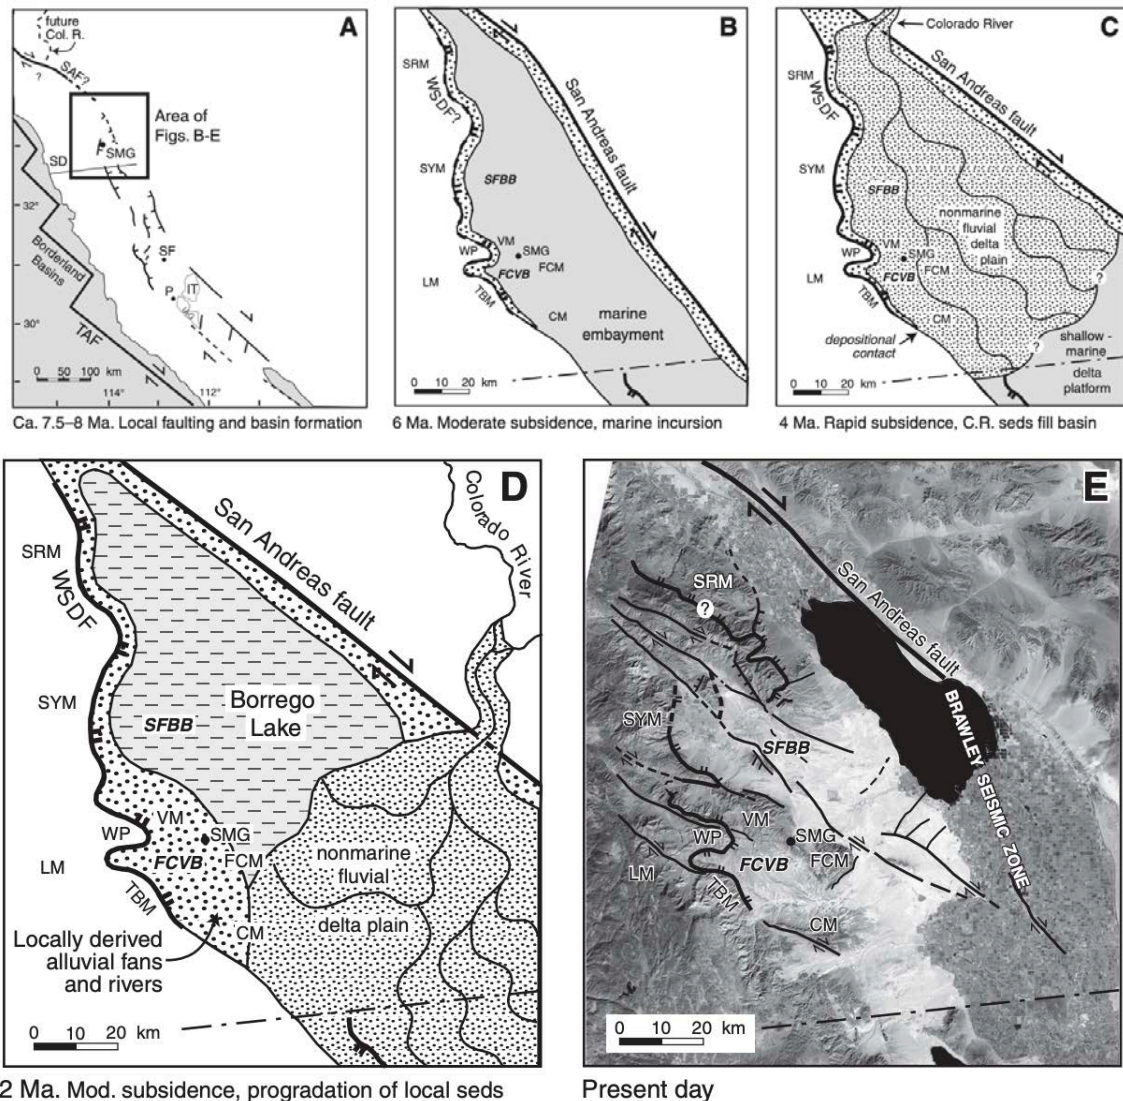 future
Col. R.
A
?
SAF?
Area of
Figs. B-E
SMG
SD
32°
SF
Borderland
Basins
P
IT
30°
TAF
0 50 100 km
114°
112°
Ca. 7.5–8 Ma. Local faulting and basin formation
B
SRM
WSDF?
San Andreas fault
SYM
SFBB
VM
WP
SMG
FCM
FCVB
LM
TBM
CM
marine
embayment
0 10 20 km
6 Ma. Moderate subsidence, marine incursion
Colorado River
C
SRM
WSDF
San Andreas fault
SYM
SFBB
nonmarine
fluvial
delta
plain
VM
WP
SMG
FCM
FCVB
LM
TBM
?
CM
depositional
contact
?
shallow-
marine
delta
platform
0 10 20 km
4 Ma. Rapid subsidence, C.R. seds fill basin
D
Colorado River
San Andreas fault
SRM
WSDF
SYM
SFBB
Borrego
Lake
VM
WP
SMG
FCM
FCVB
LM
TBM
nonmarine
fluvial
delta plain
CM
Locally derived
alluvial fans
and rivers
0 10 20 km
2 Ma. Mod. subsidence, progradation of local seds
E
SRM
?
San Andreas fault
SYM
SFBB
BRAWLEY SEISMIC ZONE
VM
WP
SMG
FCM
FCVB
LM
TBM
CM
0 10 20 km
Present day